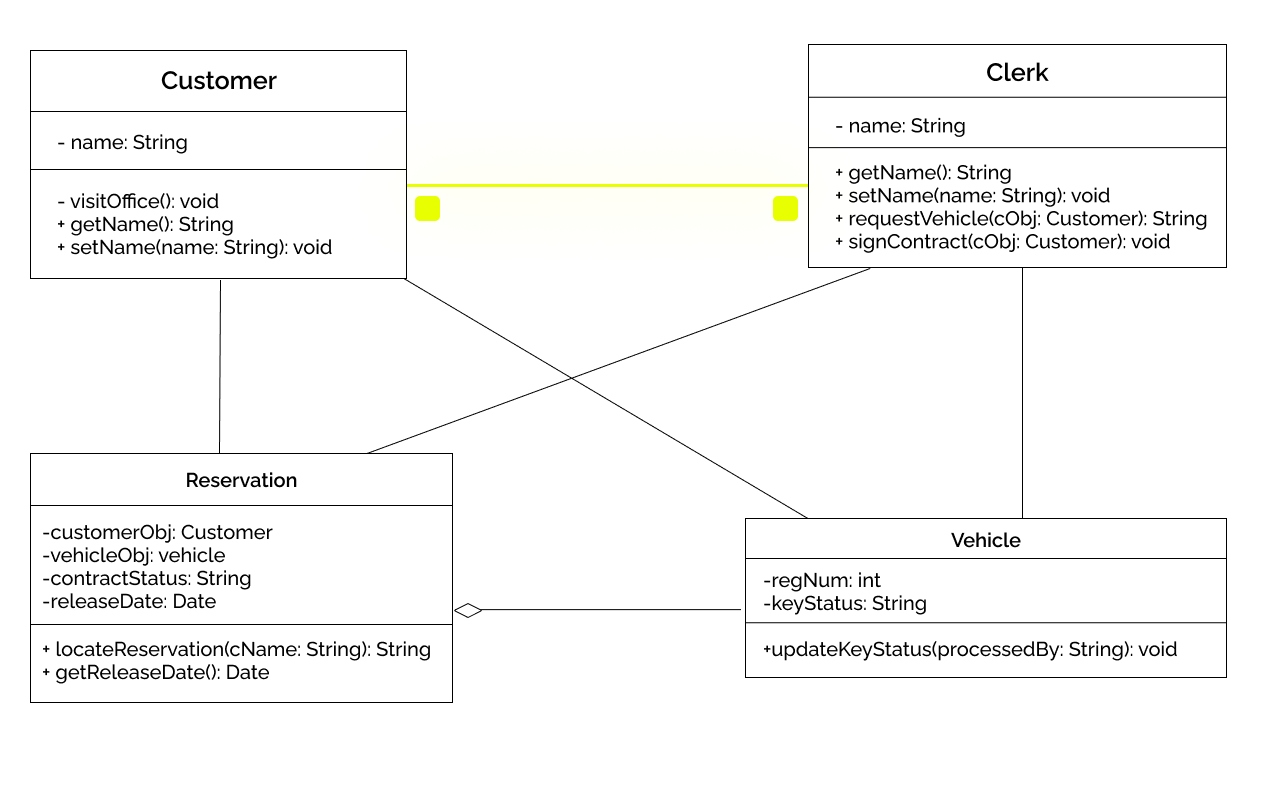 Customer
- name: String
- visitOffice(): void
+ getName(): String
+ setName(name: String): void
Clerk
- name: String
+ getName(): String
+ setName(name: String): void
+ requestVehicle(cObj: Customer): String
+ signContract(cObj: Customer): void
Reservation
-customerObj: Customer
-vehicleObj: vehicle
-contractStatus: String
-releaseDate: Date
+ locateReservation(cName: String): String
+ getReleaseDate(): Date
Vehicle
-regNum: int
-keyStatus: String
+updateKeyStatus(processedBy: String): void